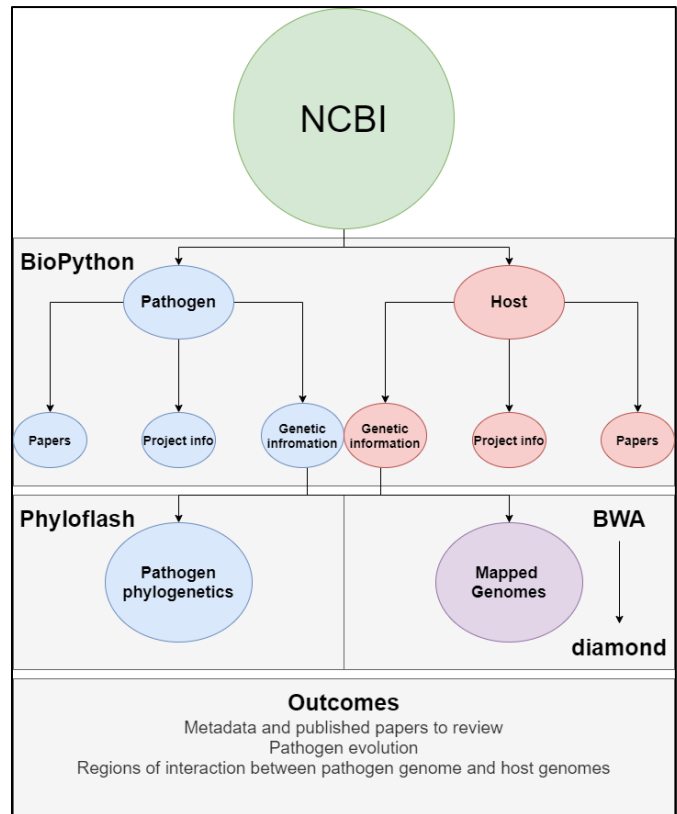 NCBI
BioPython
Pathogen
Host
Papers
Project info
Genetic
infromation
Genetic
information
Project info
Papers
Phyloflash
Pathogen
phylogenetics
Mapped
Genomes
BWA
diamond
Outcomes
Metadata and published papers to review
Pathogen evolution
Regions of interaction between pathogen genome and host genomes